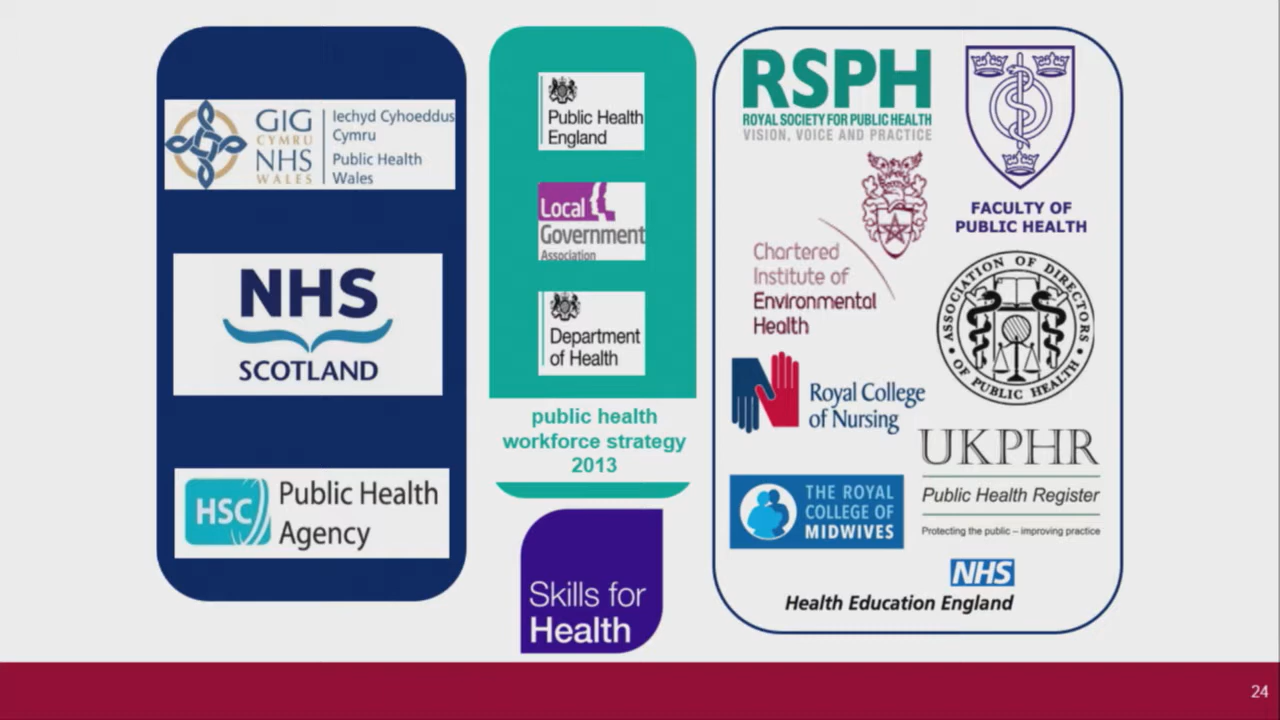 GIG
CYMRU
NHS
WALES
Iechyd Cyhoeddus
Cymru
Public Health
Wales
NHS
SCOTLAND
HSC
Public Health
Agency
Public Health
England
Local
Government
Association
Department
of Health
public health
workforce strategy
2013
Skills for
Health
RSPH
ROYAL SOCIETY FOR PUBLIC HEALTH
VISION, VOICE AND PRACTICE
FACULTY OF
PUBLIC HEALTH
Chartered
Institute of
Environmental
Health
ASSOCIATION OF DIRECTORS
OF PUBLIC HEALTH
Royal College
of Nursing
UKPHR
Public Health Register
Protecting the public – improving practice
THE ROYAL
COLLEGE OF
MIDWIVES
NHS
Health Education England
24